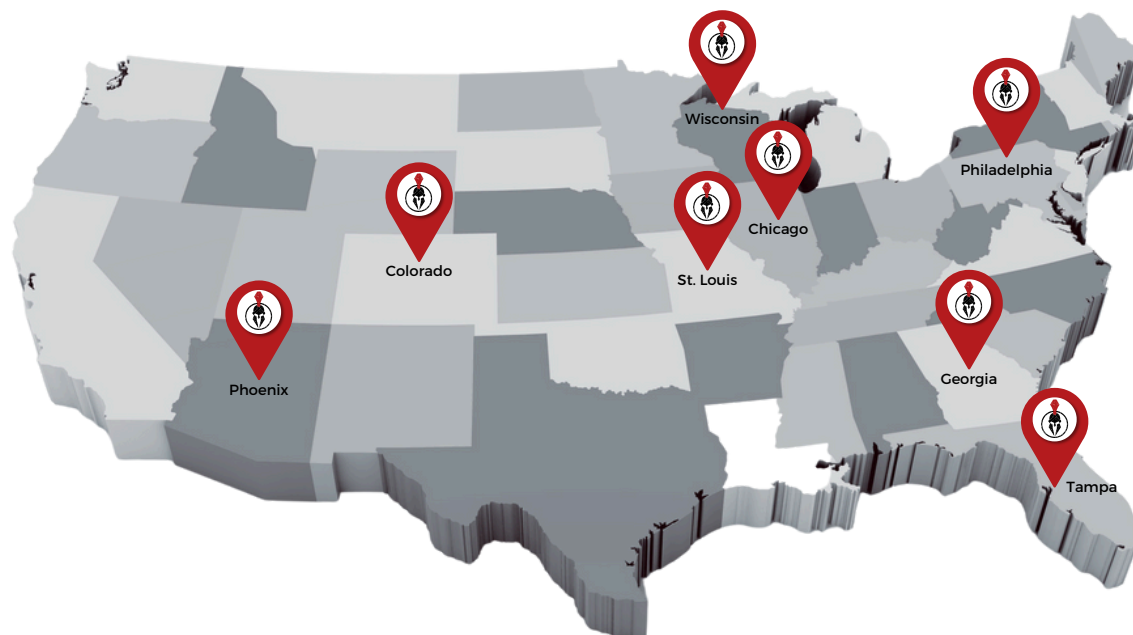 Wisconsin
Philadelphia
Chicago
Colorado
St. Louis
Georgia
Phoenix
Tampa